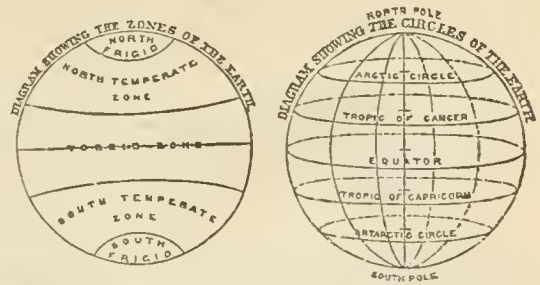 DIAGRAM SHOWING THE ZONES OF THE EARTH
NORTH
FRIGID
NORTH TEMPERATE
ZONE
TORRID ZONE
SOUTH TEMPERATE
ZONE
SOUTH
FRIGID
DIAGRAM SHOWING THE CIRCLES OF THE EARTH
NORTH POLE
ARCTIC CIRCLE
TROPIC OF CANCER
EQUATOR
TROPIC OF CAPRICORN
ANTARCTIC CIRCLE
SOUTH POLE